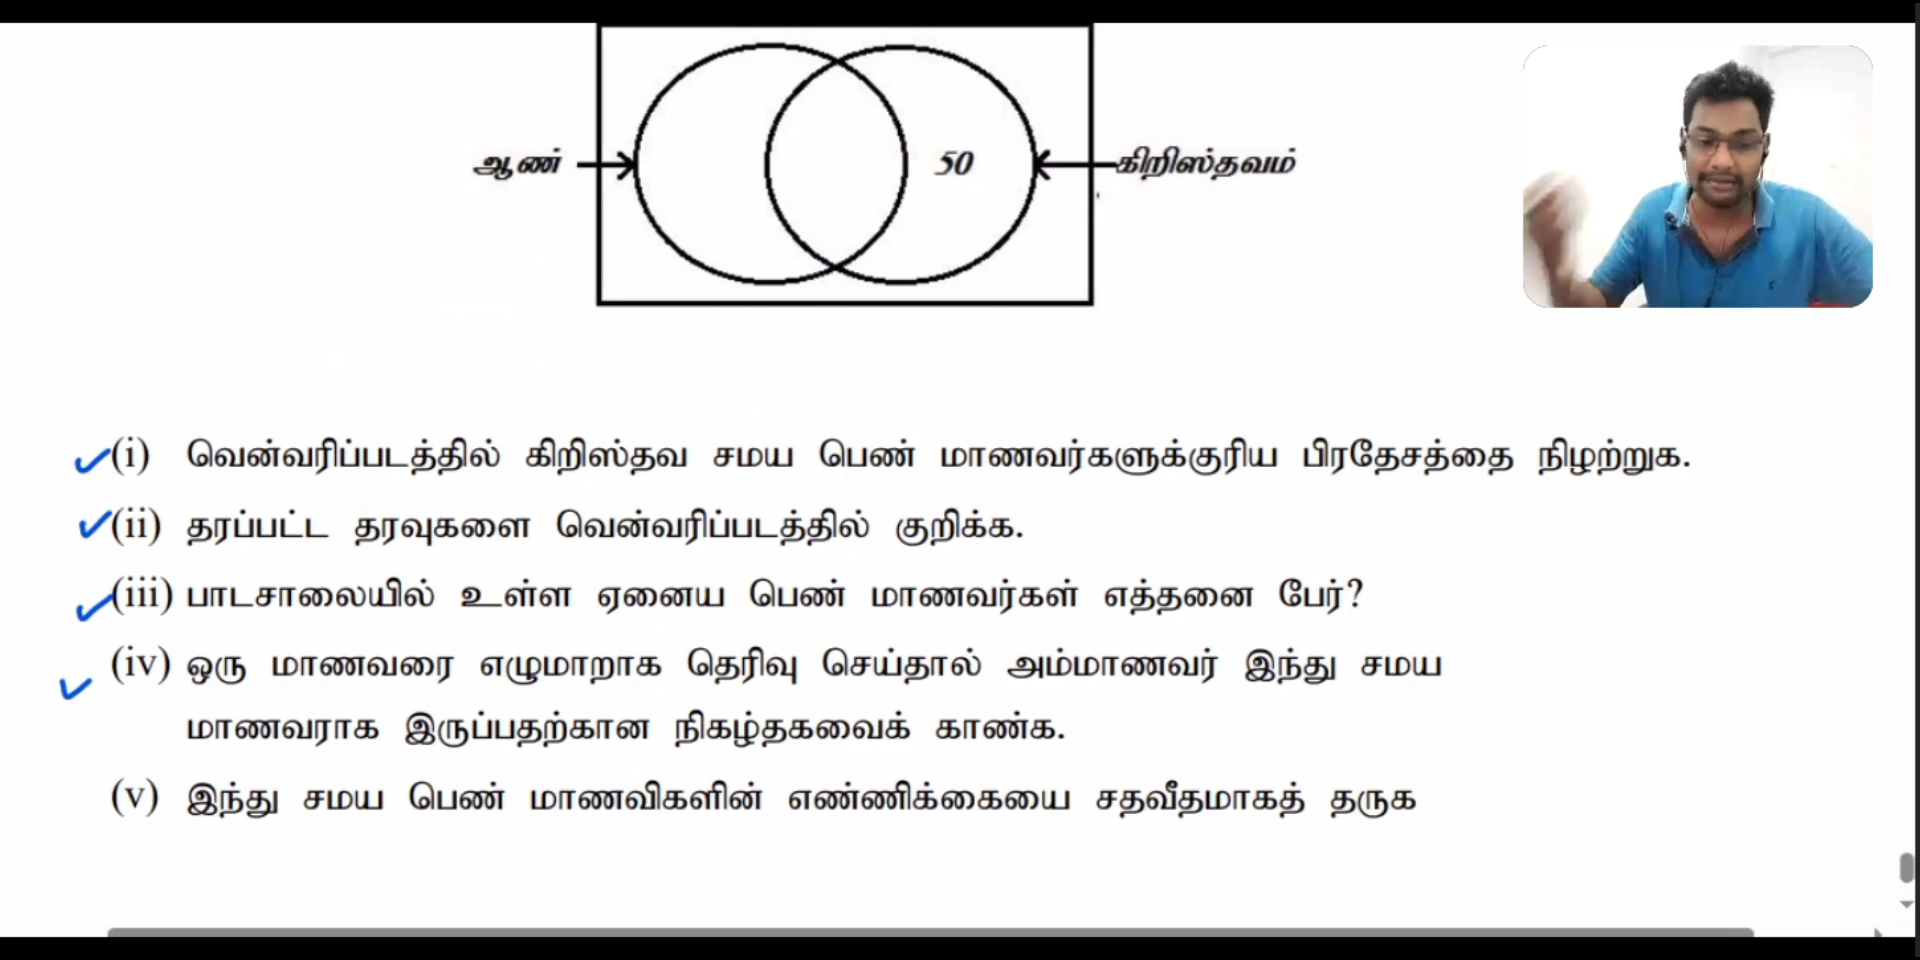 ஆண்
50
கிறிஸ்தவம்
(i) வென்வரிப்படத்தில் கிறிஸ்தவ சமய பெண் மாணவர்களுக்குரிய பிரதேசத்தை நிழற்றுக.
(ii) தரப்பட்ட தரவுகளை வென்வரிப்படத்தில் குறிக்க.
(iii) பாடசாலையில் உள்ள ஏனைய பெண் மாணவர்கள் எத்தனை பேர்?
(iv) ஒரு மாணவரை எழுமாறாக தெரிவு செய்தால் அம்மாணவர் இந்து சமய
மாணவராக இருப்பதற்கான நிகழ்தகவைக் காண்க.
(v) இந்து சமய பெண் மாணவிகளின் எண்ணிக்கையை சதவீதமாகத் தருக